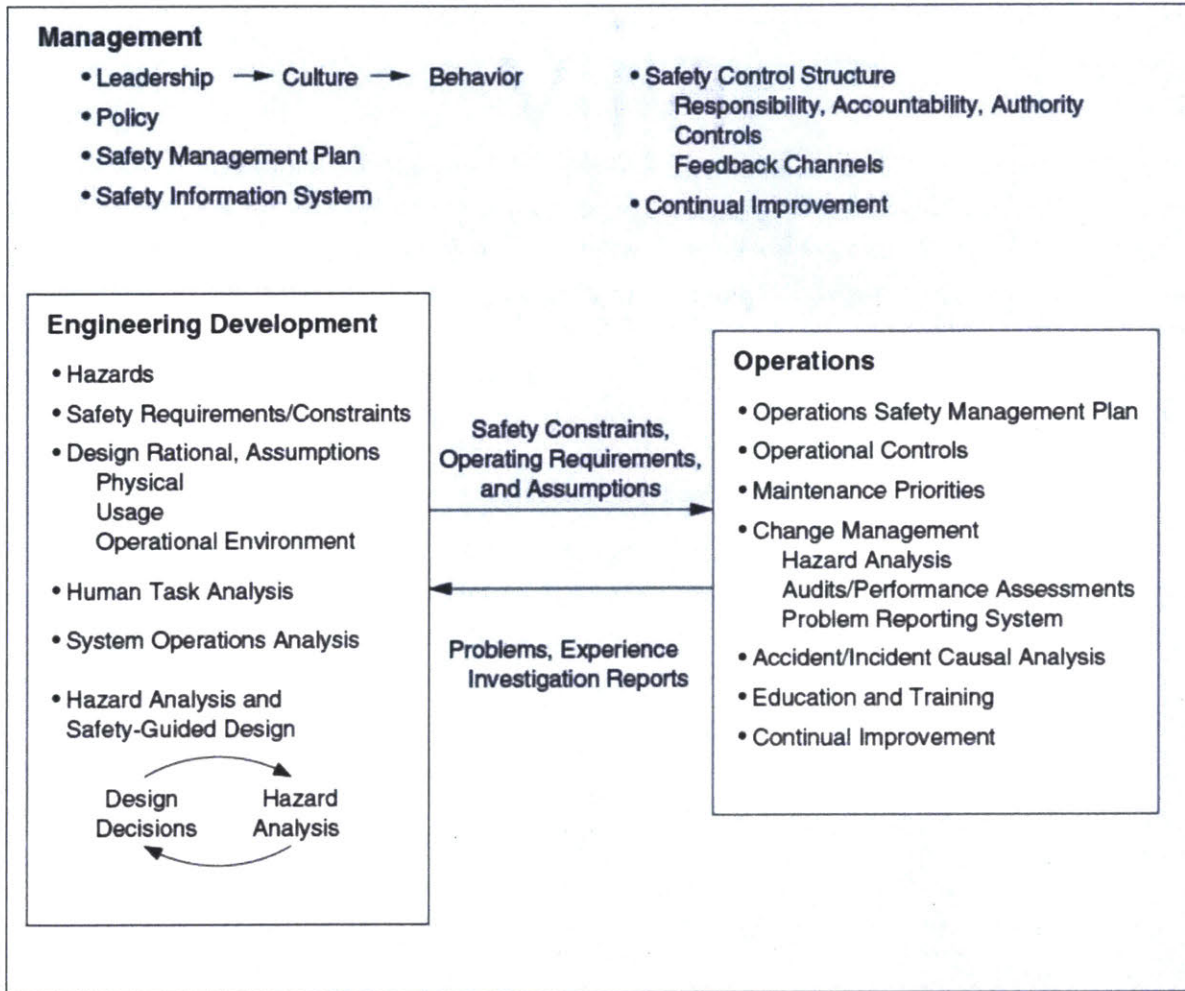 Management
• Leadership → Culture → Behavior
• Policy
• Safety Management Plan
• Safety Information System
• Safety Control Structure
Responsibility, Accountability, Authority
Controls
Feedback Channels
• Continual Improvement
Engineering Development
• Hazards
• Safety Requirements/Constraints
• Design Rational, Assumptions
Physical
Usage
Operational Environment
• Human Task Analysis
• System Operations Analysis
• Hazard Analysis and
Safety-Guided Design
Design
Decisions
Hazard
Analysis
Safety Constraints,
Operating Requirements,
and Assumptions
Problems, Experience
Investigation Reports
Operations
• Operations Safety Management Plan
• Operational Controls
• Maintenance Priorities
• Change Management
Hazard Analysis
Audits/Performance Assessments
Problem Reporting System
• Accident/Incident Causal Analysis
• Education and Training
• Continual Improvement